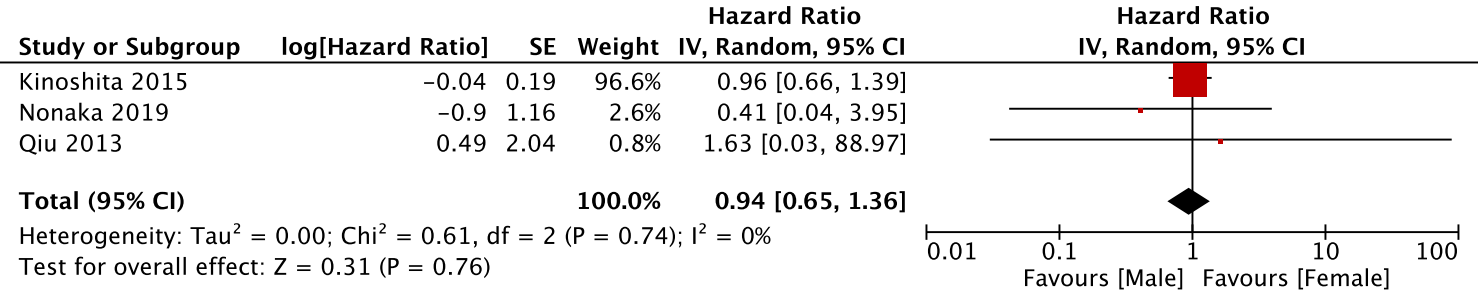 Hazard Ratio Hazard Ratio
Study or Subgroup log[Hazard Ratio] SE Weight IV, Random, 95% CI IV, Random, 95% CI
Kinoshita 2015 −0.04 0.19 96.6% 0.96 [0.66, 1.39]
Nonaka 2019 −0.9 1.16 2.6% 0.41 [0.04, 3.95]
Qiu 2013 0.49 2.04 0.8% 1.63 [0.03, 88.97]
Total (95% CI) 100.0% 0.94 [0.65, 1.36]
Heterogeneity: Tau² = 0.00; Chi² = 0.61, df = 2 (P = 0.74); I² = 0%
Test for overall effect: Z = 0.31 (P = 0.76)
0.01 0.1 1 10 100
Favours [Male] Favours [Female]